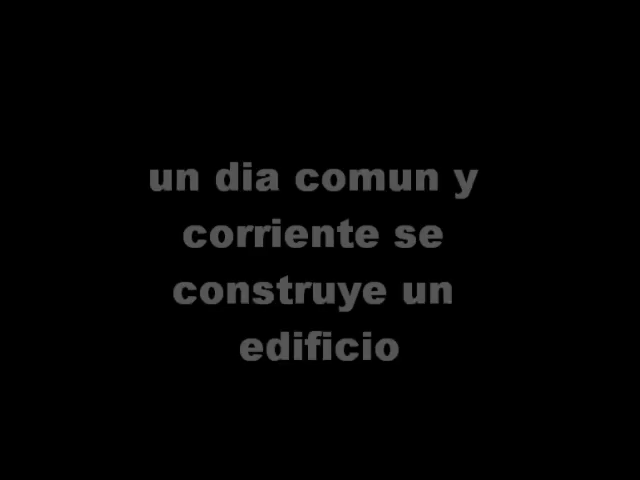 un dia comun y
corriente se
construye un
edificio